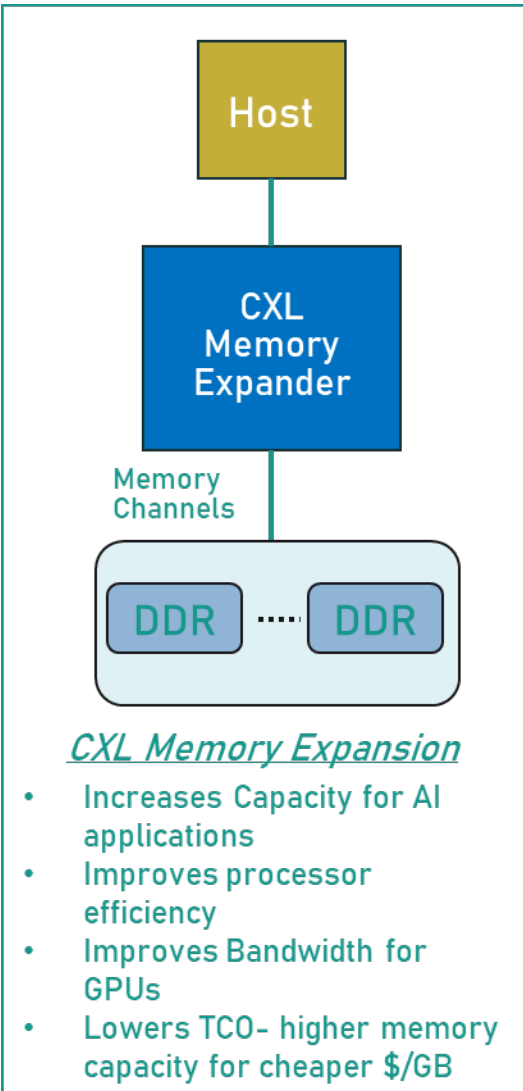 Host
CXL
Memory
Expander
Memory
Channels
DDR ..... DDR
CXL Memory Expansion
• Increases Capacity for AI
applications
• Improves processor
efficiency
• Improves Bandwidth for
GPUs
• Lowers TCO- higher memory
capacity for cheaper $/GB